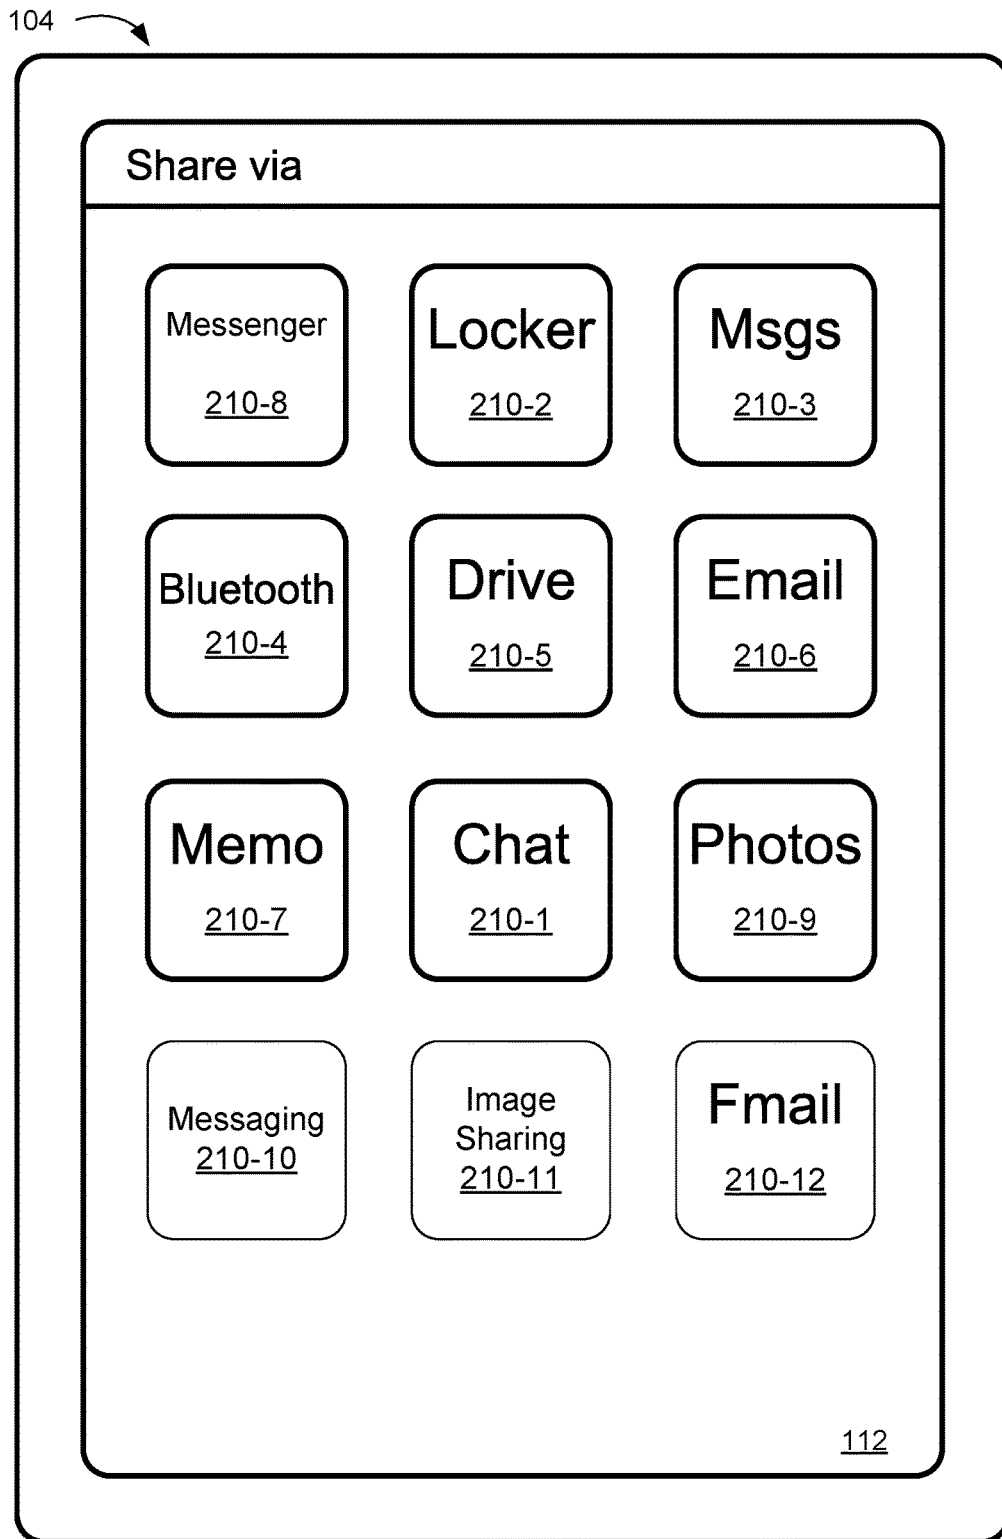 104
Share via
Messenger
210-8
Locker
210-2
Msgs
210-3
Bluetooth
210-4
Drive
210-5
Email
210-6
Memo
210-7
Chat
210-1
Photos
210-9
Messaging
210-10
Image
Sharing
210-11
Fmail
210-12
112